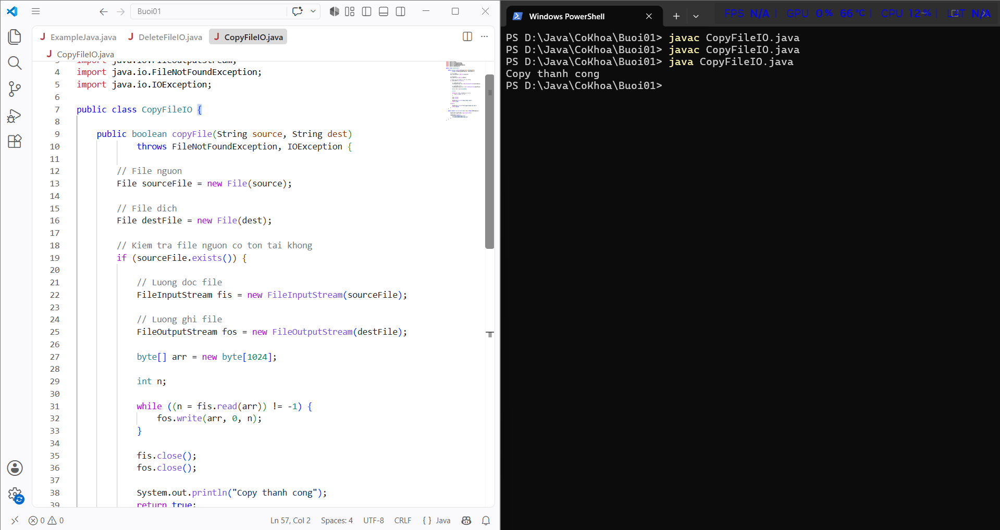 Buoi01
ExampleJava.java
DeleteFileIO.java
CopyFileIO.java
CopyFileIO.java
3 import java.io.FileOutputStream;
4 import java.io.FileNotFoundException;
5 import java.io.IOException;
6
7 public class CopyFileIO {
8
9 public boolean copyFile(String source, String dest)
10 throws FileNotFoundException, IOException {
11
12 // File nguon
13 File sourceFile = new File(source);
14
15 // File dich
16 File destFile = new File(dest);
17
18 // Kiem tra file nguon co ton tai khong
19 if (sourceFile.exists()) {
20
21 // Luong doc file
22 FileInputStream fis = new FileInputStream(sourceFile);
23
24 // Luong ghi file
25 FileOutputStream fos = new FileOutputStream(destFile);
26
27 byte[] arr = new byte[1024];
28
29 int n;
30
31 while ((n = fis.read(arr)) != -1) {
32 fos.write(arr, 0, n);
33 }
34
35 fis.close();
36 fos.close();
37
38 System.out.println("Copy thanh cong");
39 return true;
0 0
Ln 57, Col 2 Spaces: 4 UTF-8 CRLF { } Java
Windows PowerShell
FPS N/A | GPU 0 % 66 °C | CPU 12 % | LAT N/A
PS D:\Java\CoKhoa\Buoi01> javac CopyFileIO.java
PS D:\Java\CoKhoa\Buoi01> javac CopyFileIO.java
PS D:\Java\CoKhoa\Buoi01> java CopyFileIO.java
Copy thanh cong
PS D:\Java\CoKhoa\Buoi01>